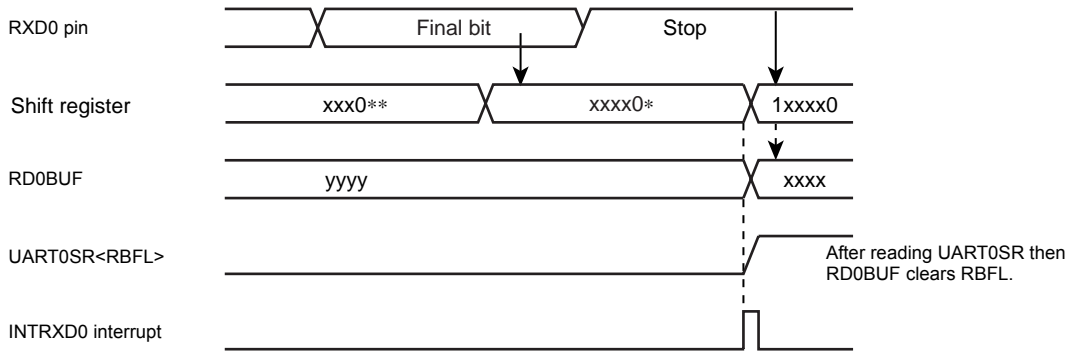 RXD0 pin
Final bit
Stop
Shift register
xxx0**
xxxx0*
1xxxx0
RD0BUF
yyyy
xxxx
UART0SR<RBFL>
After reading UART0SR then
RD0BUF clears RBFL.
INTRXD0 interrupt